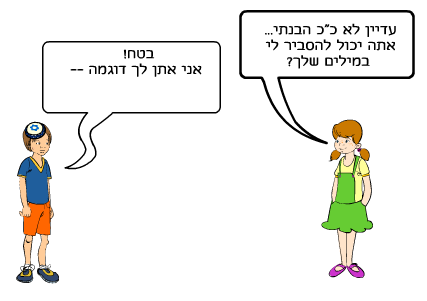 עדיין לא כ"כ הבנתי...
אתה יכול להסביר לי
במילים שלך?
בטח!
אני אתן לך דוגמה --